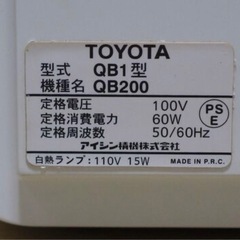 TOYOTA
型式 QB1型
機種名 QB200
定格電圧 100V
定格消費電力 60W
定格周波数 50/60Hz
PS
E
アイシン精機株式会社
白熱ランプ:110V 15W
MADE IN P.R.C.